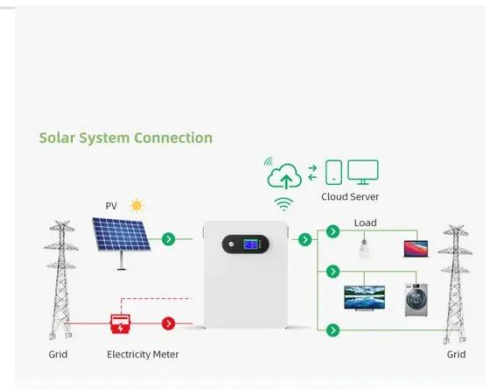 Solar System Connection
Cloud Server
PV
Load
Grid
Electricity Meter
Grid